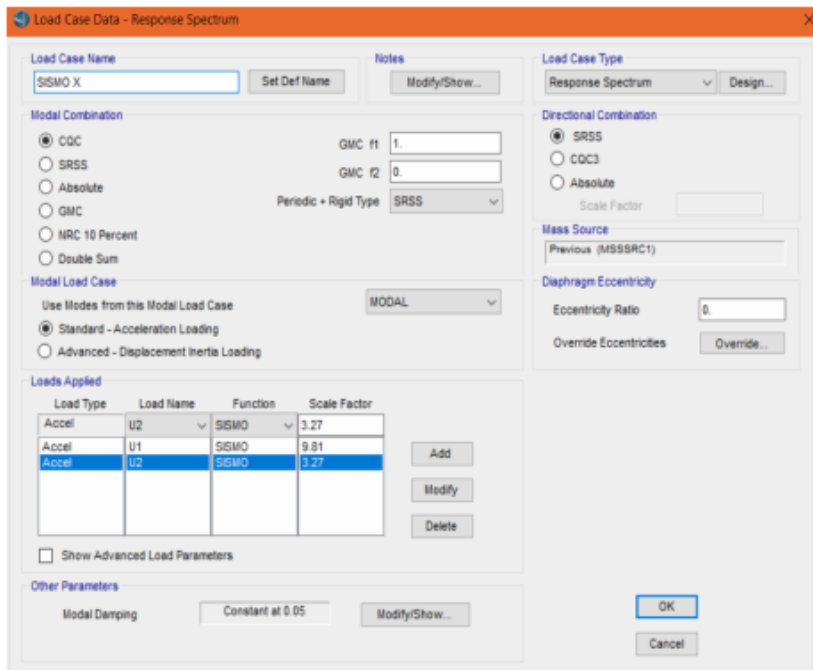 Load Case Data - Response Spectrum
Load Case Name
SISMO X
Set Def Name
Notes
Modify/Show...
Load Case Type
Response Spectrum
Design...
Modal Combination
CQC
SRSS
Absolute
GMC
NRC 10 Percent
Double Sum
GMC f1
1.
GMC f2
0.
Periodic + Rigid Type
SRSS
Directional Combination
SRSS
CQC3
Absolute
Scale Factor
Mass Source
Previous (MSSSRC1)
Modal Load Case
Use Modes from this Modal Load Case
MODAL
Standard - Acceleration Loading
Advanced - Displacement Inertia Loading
Diaphragm Eccentricity
Eccentricity Ratio
0.
Override Eccentricities
Override...
Loads Applied
Load Type Load Name Function Scale Factor
Accel U2 SISMO 3.27
Accel U1 SISMO 9.81
Accel U2 SISMO 3.27
Add
Modify
Delete
Show Advanced Load Parameters
Other Parameters
Modal Damping
Constant at 0.05
Modify/Show...
OK
Cancel